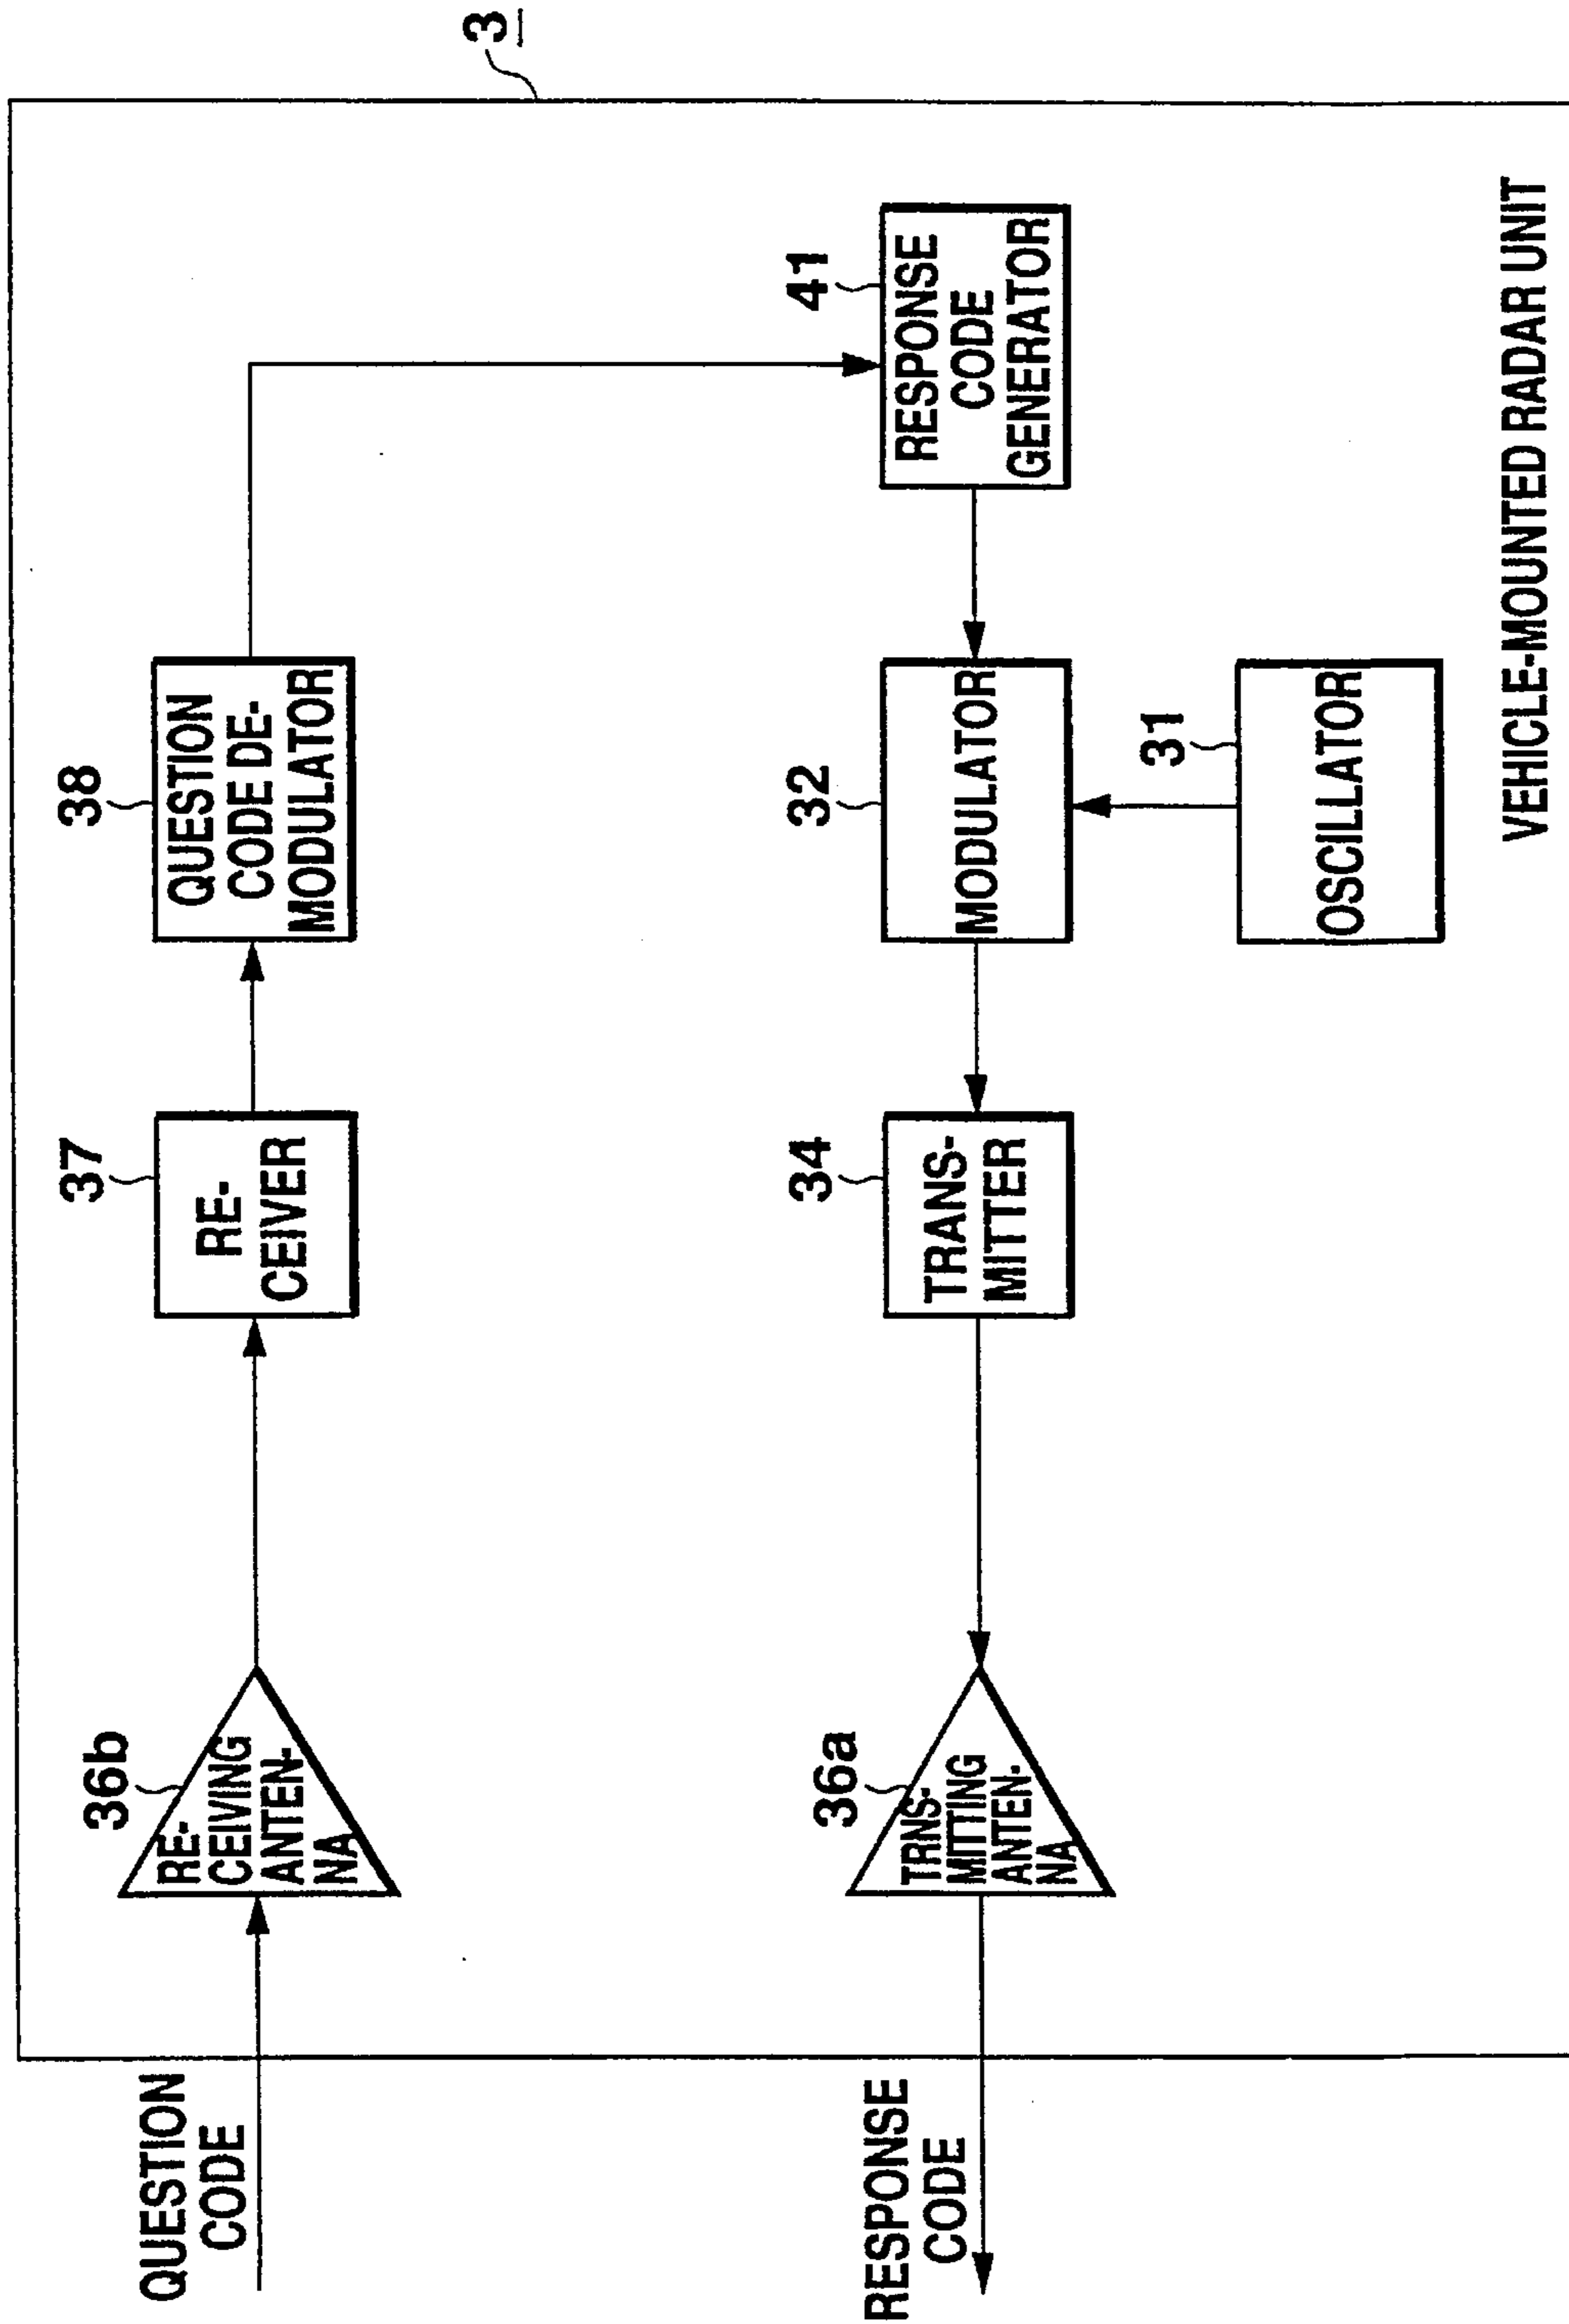 3
QUESTION
CODE
36b
RE-
CEIVING
ANTEN-
NA
37
RE-
CEIVER
38
QUESTION
CODE DE-
MODULATOR
RESPONSE
CODE
36a
TRNS-
MITTING
ANTEN-
NA
34
TRANS-
MITTER
32
MODULATOR
41
RESPONSE
CODE
GENERATOR
31
OSCILLATOR
VEHICLE-MOUNTED RADAR UNIT